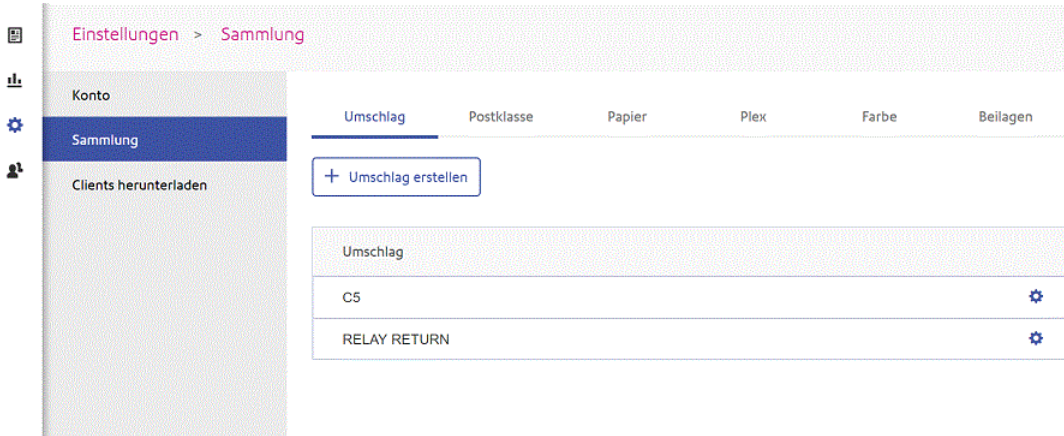 Einstellungen > Sammlung
Konto
Sammlung
Clients herunterladen
Umschlag Postklasse Papier Plex Farbe Beilagen
+ Umschlag erstellen
Umschlag
C5
RELAY RETURN